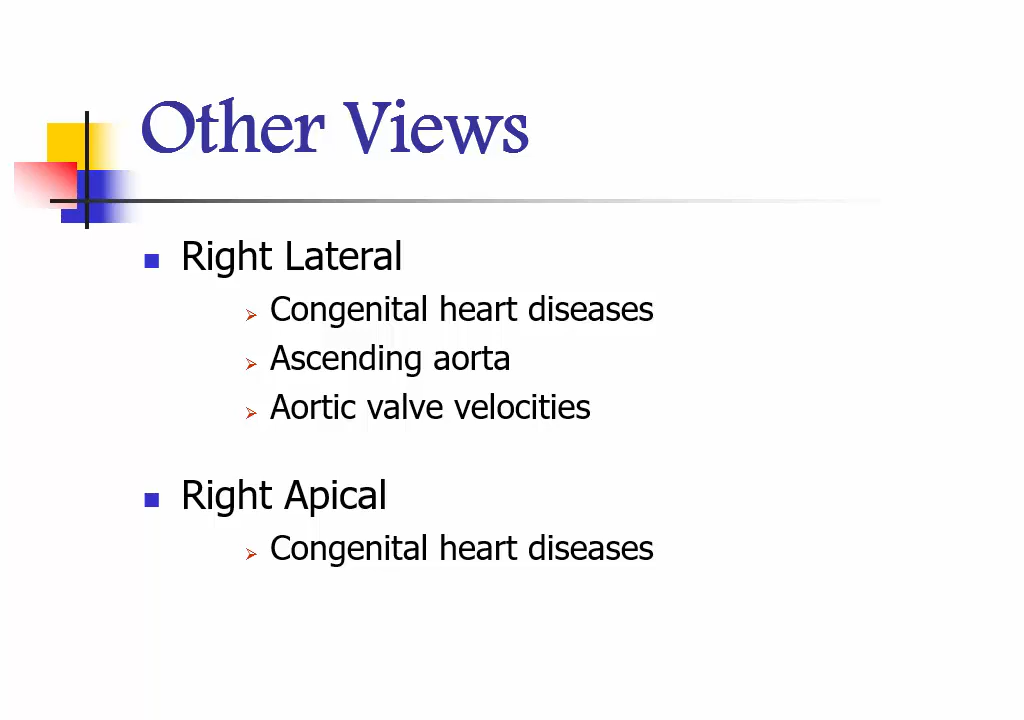 Other Views
Right Lateral
Congenital heart diseases
Ascending aorta
Aortic valve velocities
Right Apical
Congenital heart diseases